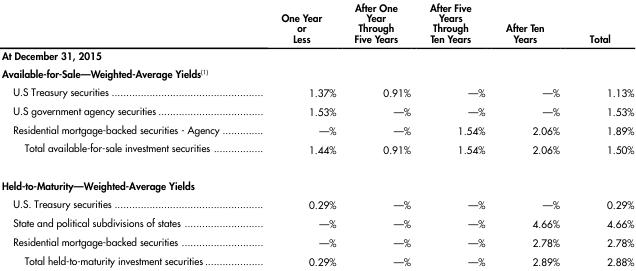 One Year or Less After One Year Through Five Years After Five Years Through Ten Years After Ten Years Total
At December 31, 2015
Available-for-Sale—Weighted-Average Yields(1)
U.S Treasury securities ............................................ 1.37% 0.91% —% —% 1.13%
US government agency securities ............................... 1.53% —% —% —% 1.53%
Residential mortgage-backed securities - Agency ............ —% —% 1.54% 2.06% 1.89%
Total available-for-sale investment securities ............... 1.44% 0.91% 1.54% 2.06% 1.50%
Held-to-Maturity—Weighted-Average Yields
U.S. Treasury securities ............................................ 0.29% —% —% —% 0.29%
State and political subdivisions of states ........................ —% —% —% 4.66% 4.66%
Residential mortgage-backed securities ........................ —% —% —% 2.78% 2.78%
Total held-to-maturity investment securities ................. 0.29% —% —% 2.89% 2.88%